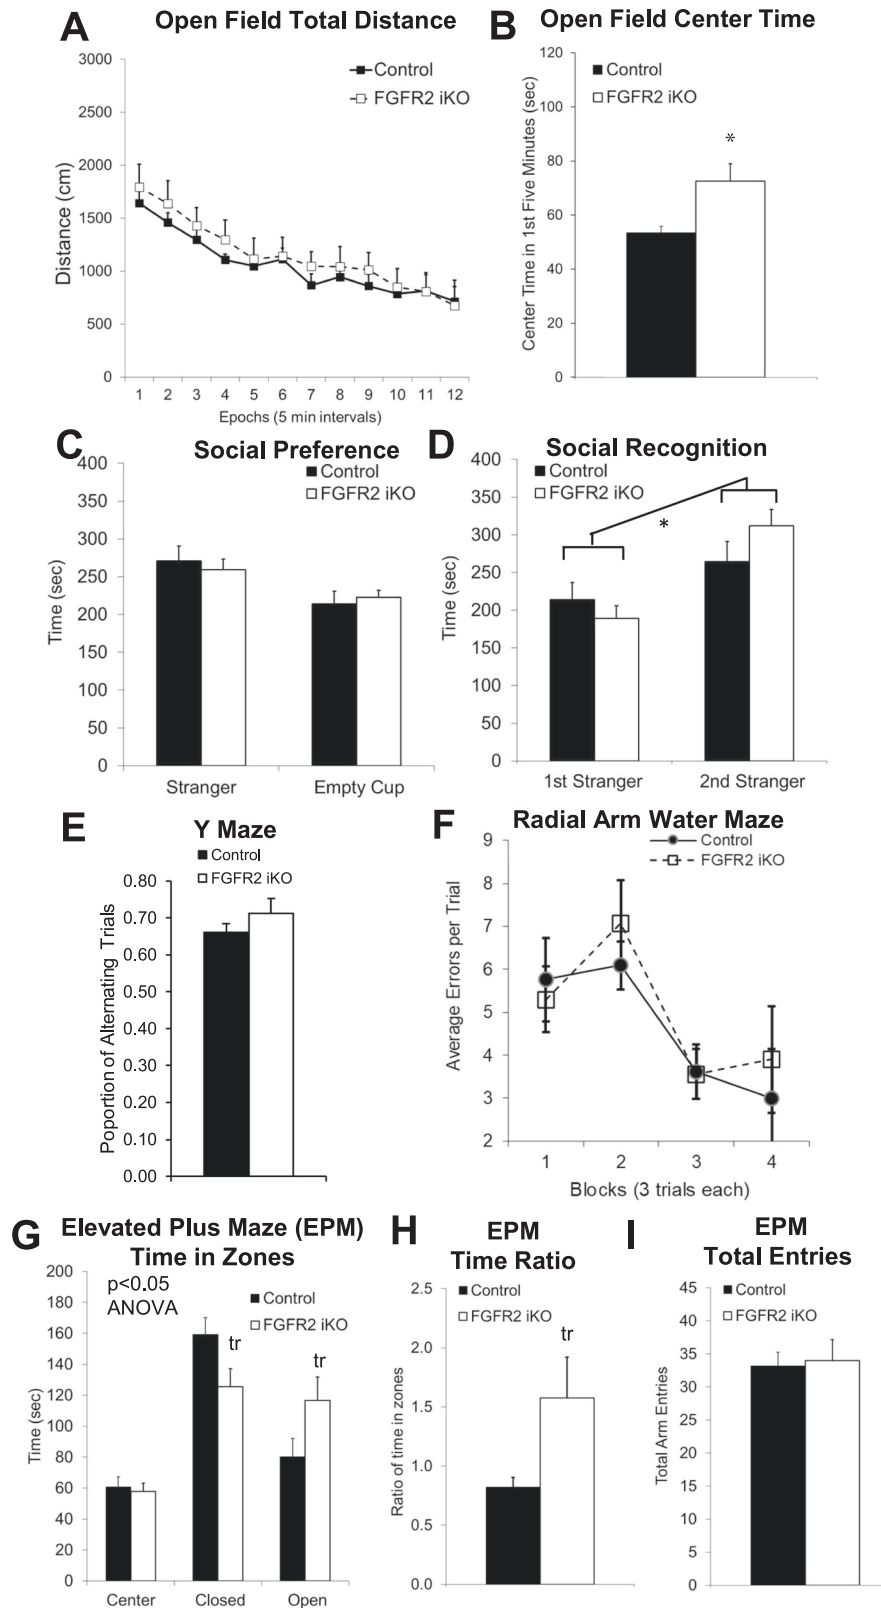 A Open Field Total Distance
3000
2500
2000
1500
1000
500
0
Distance (cm)
Control
FGFR2 iKO
1 2 3 4 5 6 7 8 9 10 11 12
Epochs (5 min intervals)
B Open Field Center Time
120
100
80
60
40
20
0
Center Time in 1st Five Minutes (sec)
Control
FGFR2 iKO
*
C Social Preference
400
350
300
250
200
150
100
50
0
Time (sec)
Control
FGFR2 iKO
Stranger Empty Cup
D Social Recognition
400
350
300
250
200
150
100
50
0
Time (sec)
Control
FGFR2 iKO
*
1st Stranger 2nd Stranger
E Y Maze
Control
FGFR2 iKO
0.80
0.70
0.60
0.50
0.40
0.30
0.20
0.10
0.00
Poportion of Alternating Trials
F Radial Arm Water Maze
Control
FGFR2 iKO
9
8
7
6
5
4
3
2
Average Errors per Trial
1 2 3 4
Blocks (3 trials each)
G Elevated Plus Maze (EPM)
Time in Zones
200
180
160
140
120
100
80
60
40
20
0
Time (sec)
p<0.05
ANOVA
Control
FGFR2 iKO
tr
tr
Center Closed Open
H EPM
Time Ratio
2.5
2.0
1.5
1.0
0.5
0.0
Ratio of time in zones
Control
FGFR2 iKO
tr
I EPM
Total Entries
45
40
35
30
25
20
15
10
5
0
Total Arm Entries
Control
FGFR2 iKO